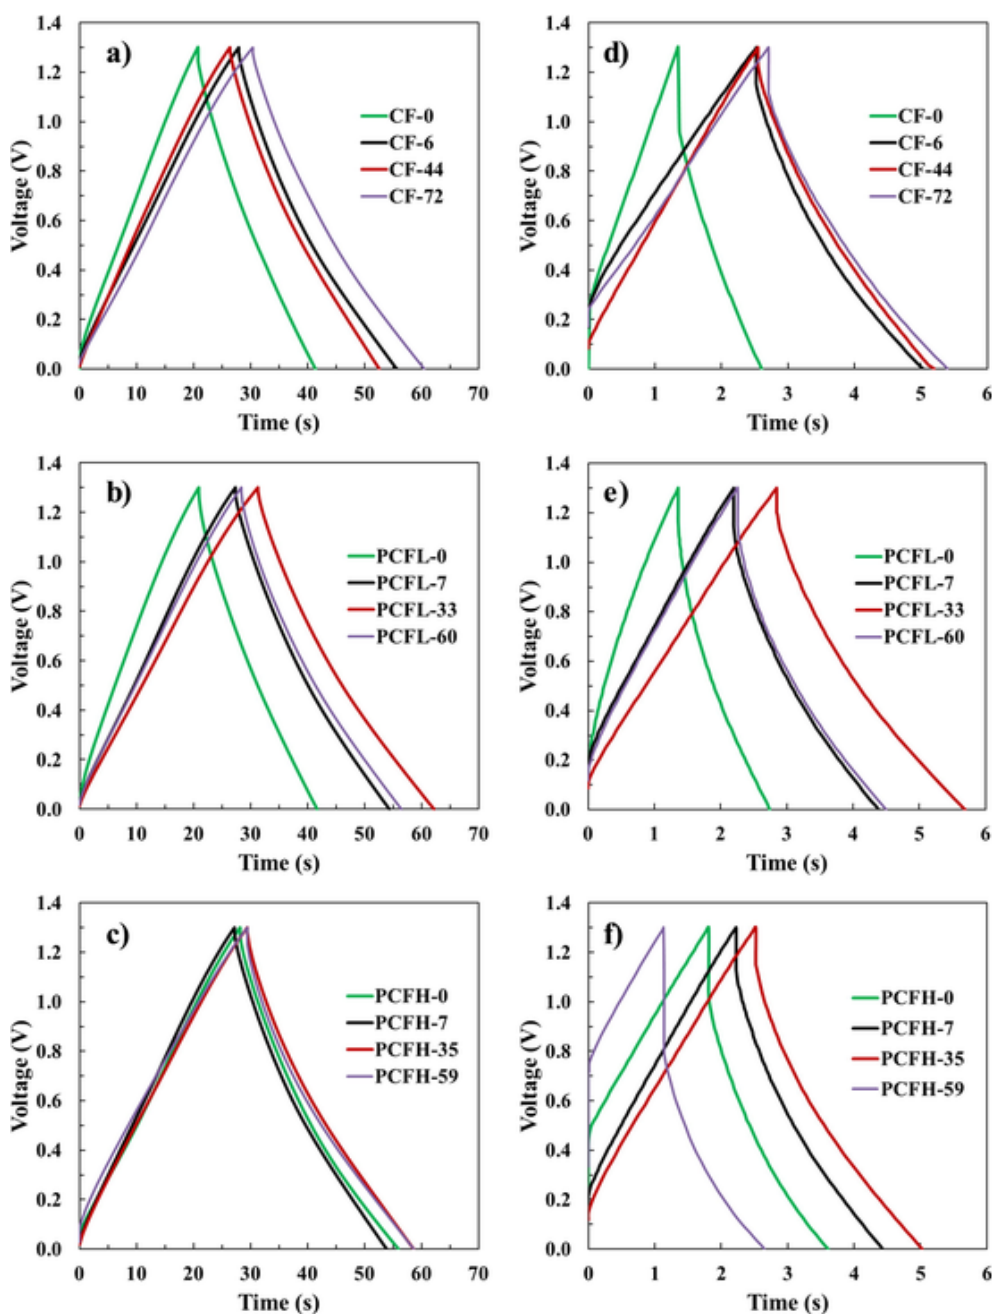 a)
1.4
1.2
1.0
0.8
0.6
0.4
0.2
0.0
Voltage (V)
CF-0
CF-6
CF-44
CF-72
0 10 20 30 40 50 60 70
Time (s)
d)
1.4
1.2
1.0
0.8
0.6
0.4
0.2
0.0
Voltage (V)
CF-0
CF-6
CF-44
CF-72
0 1 2 3 4 5 6
Time (s)
b)
1.4
1.2
1.0
0.8
0.6
0.4
0.2
0.0
Voltage (V)
PCFL-0
PCFL-7
PCFL-33
PCFL-60
0 10 20 30 40 50 60 70
Time (s)
e)
1.4
1.2
1.0
0.8
0.6
0.4
0.2
0.0
Voltage (V)
PCFL-0
PCFL-7
PCFL-33
PCFL-60
0 1 2 3 4 5 6
Time (s)
c)
1.4
1.2
1.0
0.8
0.6
0.4
0.2
0.0
Voltage (V)
PCFH-0
PCFH-7
PCFH-35
PCFH-59
0 10 20 30 40 50 60 70
Time (s)
f)
1.4
1.2
1.0
0.8
0.6
0.4
0.2
0.0
Voltage (V)
PCFH-0
PCFH-7
PCFH-35
PCFH-59
0 1 2 3 4 5 6
Time (s)